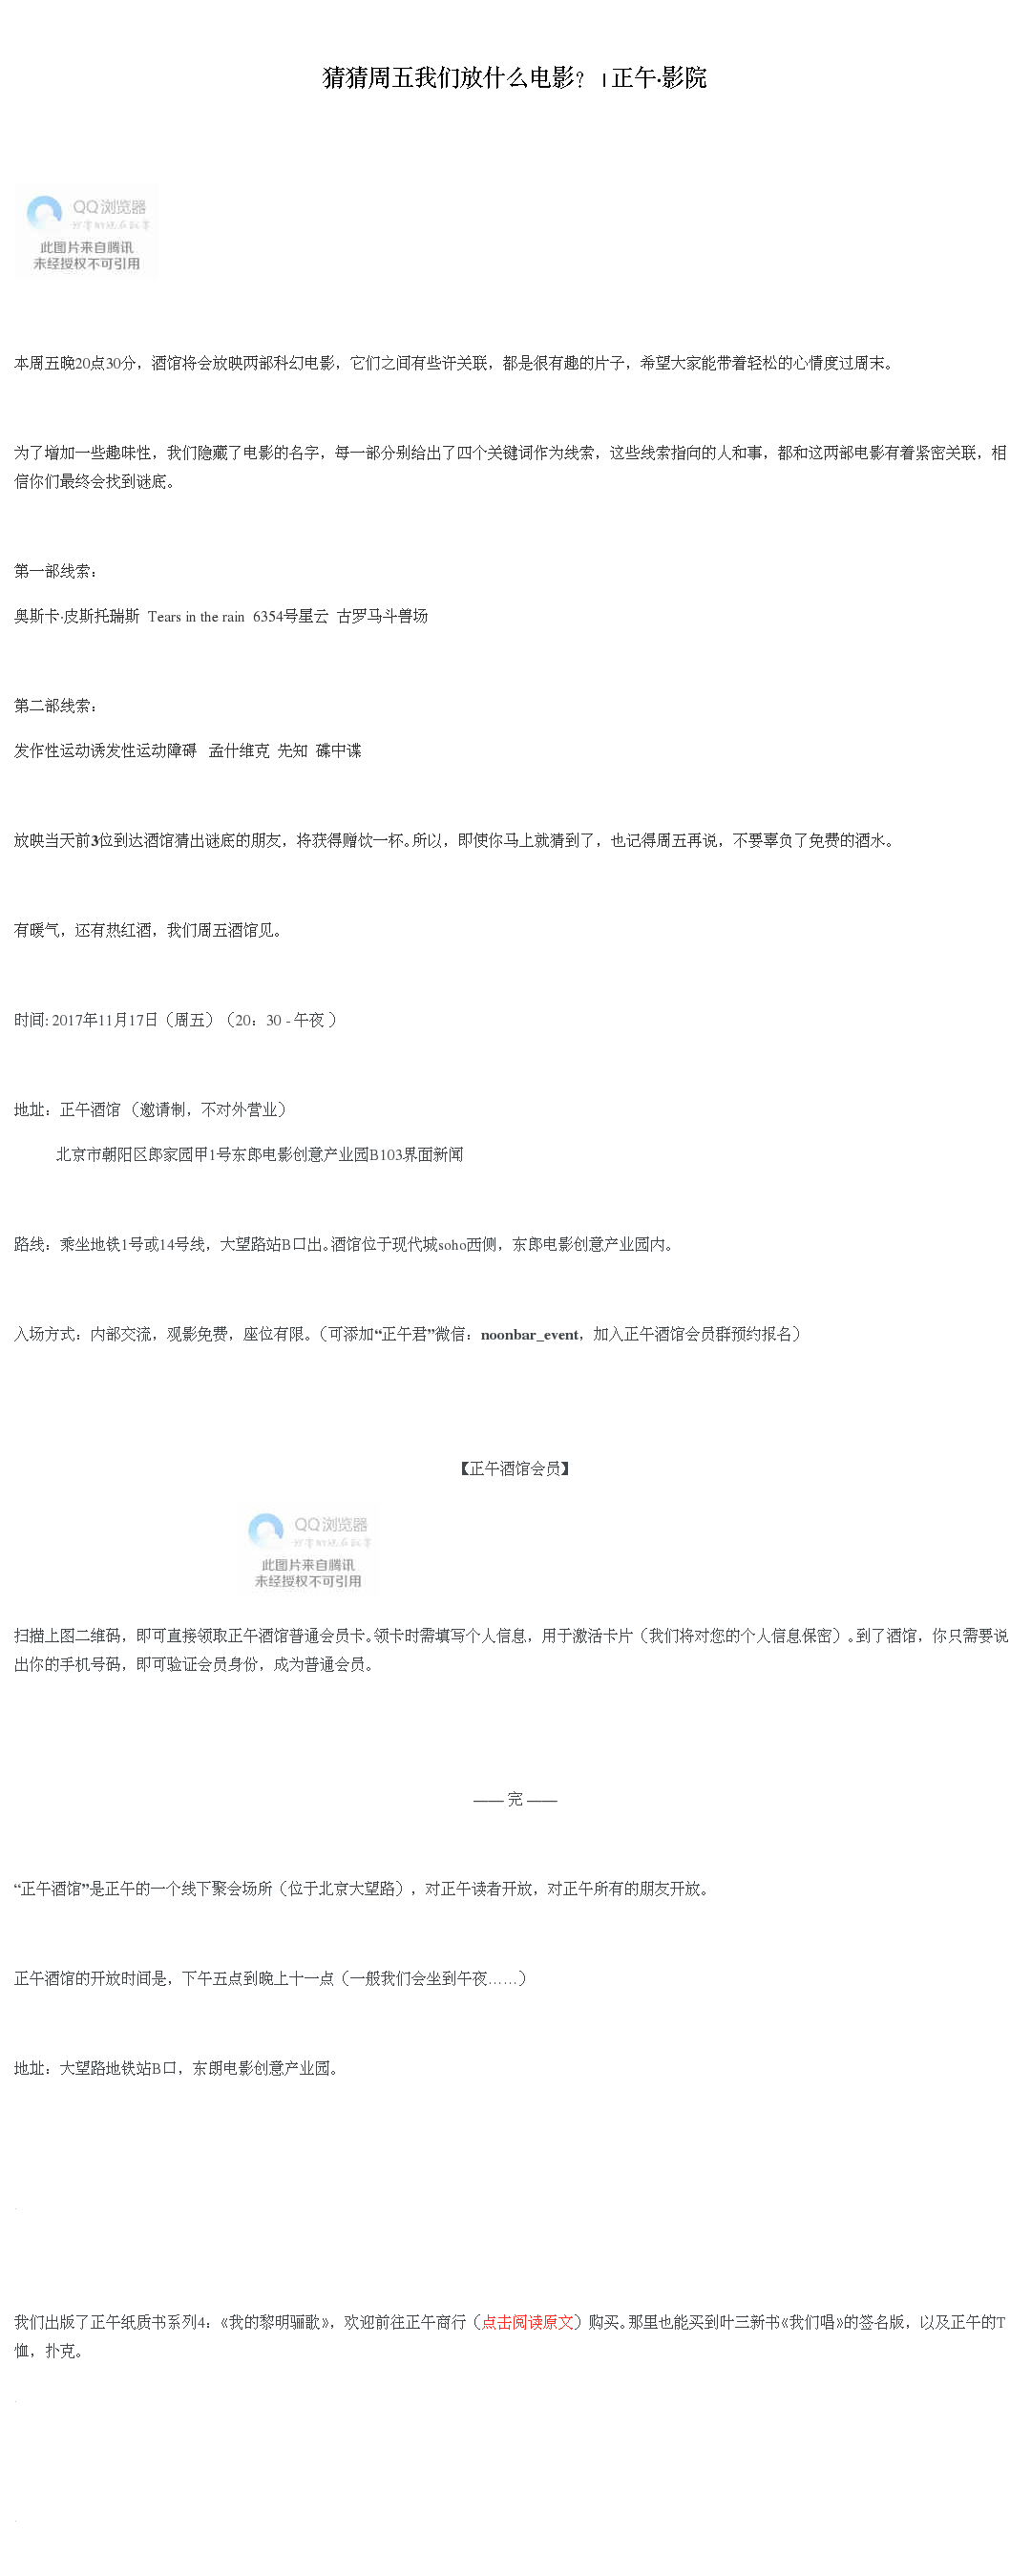 猜猜周五我们放什么电影？ | 正午·影院
QQ浏览器
此图片来自腾讯
未经授权不可引用
本周五晚20点30分，酒馆将会放映两部科幻电影，它们之间有些许关联，都是很有趣的片子，希望大家能带着轻松的心情度过周末。
为了增加一些趣味性，我们隐藏了电影的名字，每一部分别给出了四个关键词作为线索，这些线索指向的人和事，都和这两部电影有着紧密关联，相
信你们最终会找到谜底。
第一部线索：
奥斯卡·皮斯托瑞斯 Tears in the rain 6354号星云 古罗马斗兽场
第二部线索：
发作性运动诱发性运动障碍 孟什维克 先知 碟中谍
放映当天前3位到达酒馆猜出谜底的朋友，将获得赠饮一杯。所以，即使你马上就猜到了，也记得周五再说，不要辜负了免费的酒水。
有暖气，还有热红酒，我们周五酒馆见。
时间: 2017年11月17日（周五）（20：30 - 午夜 ）
地址：正午酒馆 （邀请制，不对外营业）
北京市朝阳区郎家园甲1号东郎电影创意产业园B103界面新闻
路线：乘坐地铁1号或14号线，大望路站B口出。酒馆位于现代城soho西侧，东郎电影创意产业园内。
入场方式：内部交流，观影免费，座位有限。（可添加“正午君”微信：noonbar_event，加入正午酒馆会员群预约报名）
【正午酒馆会员】
QQ浏览器
此图片来自腾讯
未经授权不可引用
扫描上图二维码，即可直接领取正午酒馆普通会员卡。领卡时需填写个人信息，用于激活卡片（我们将对您的个人信息保密）。到了酒馆，你只需要说
出你的手机号码，即可验证会员身份，成为普通会员。
—— 完 ——
“正午酒馆”是正午的一个线下聚会场所（位于北京大望路），对正午读者开放，对正午所有的朋友开放。
正午酒馆的开放时间是，下午五点到晚上十一点（一般我们会坐到午夜……）
地址：大望路地铁站B口，东朗电影创意产业园。
我们出版了正午纸质书系列4：《我的黎明骊歌》，欢迎前往正午商行（点击阅读原文）购买。那里也能买到叶三新书《我们唱》的签名版，以及正午的T
恤，扑克。